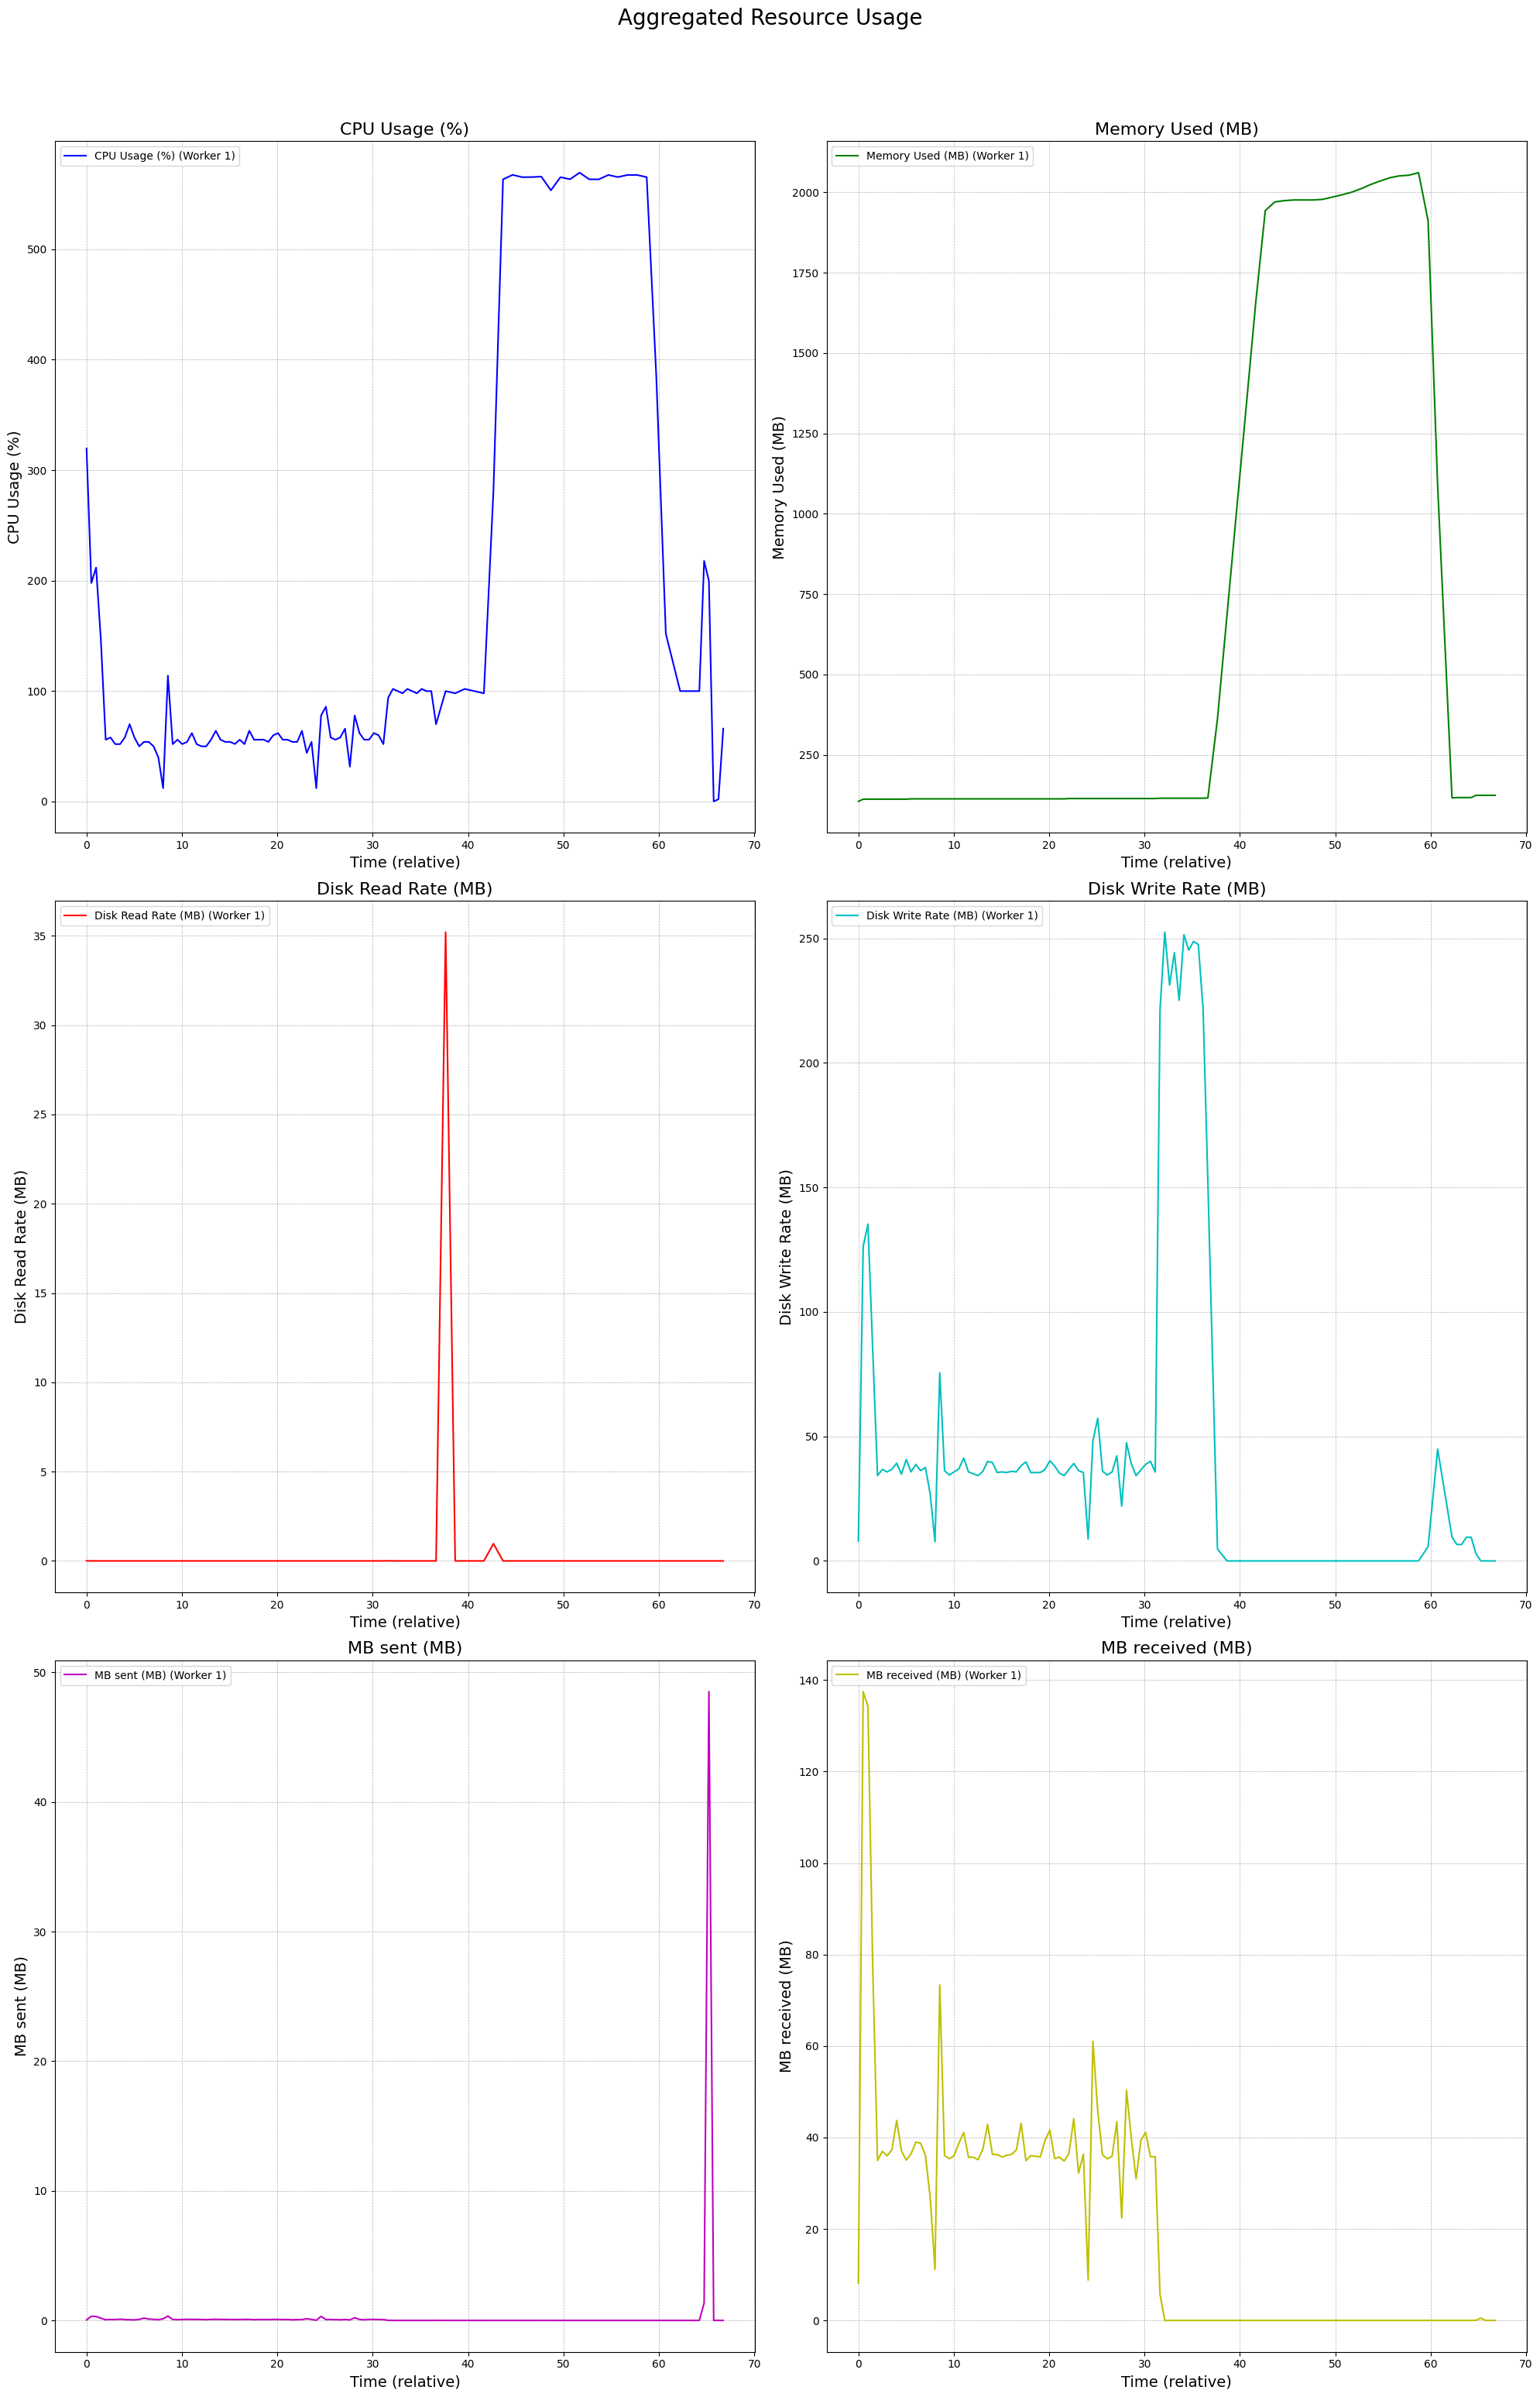 Aggregated Resource Usage
CPU Usage (%)
CPU Usage (%) (Worker 1)
CPU Usage (%)
500
400
300
200
100
0
0 10 20 30 40 50 60 70
Time (relative)
Memory Used (MB)
Memory Used (MB) (Worker 1)
Memory Used (MB)
2000
1750
1500
1250
1000
750
500
250
0 10 20 30 40 50 60 70
Time (relative)
Disk Read Rate (MB)
Disk Read Rate (MB) (Worker 1)
Disk Read Rate (MB)
35
30
25
20
15
10
5
0
0 10 20 30 40 50 60 70
Time (relative)
Disk Write Rate (MB)
Disk Write Rate (MB) (Worker 1)
Disk Write Rate (MB)
250
200
150
100
50
0
0 10 20 30 40 50 60 70
Time (relative)
MB sent (MB)
MB sent (MB) (Worker 1)
MB sent (MB)
50
40
30
20
10
0
0 10 20 30 40 50 60 70
Time (relative)
MB received (MB)
MB received (MB) (Worker 1)
MB received (MB)
140
120
100
80
60
40
20
0
0 10 20 30 40 50 60 70
Time (relative)